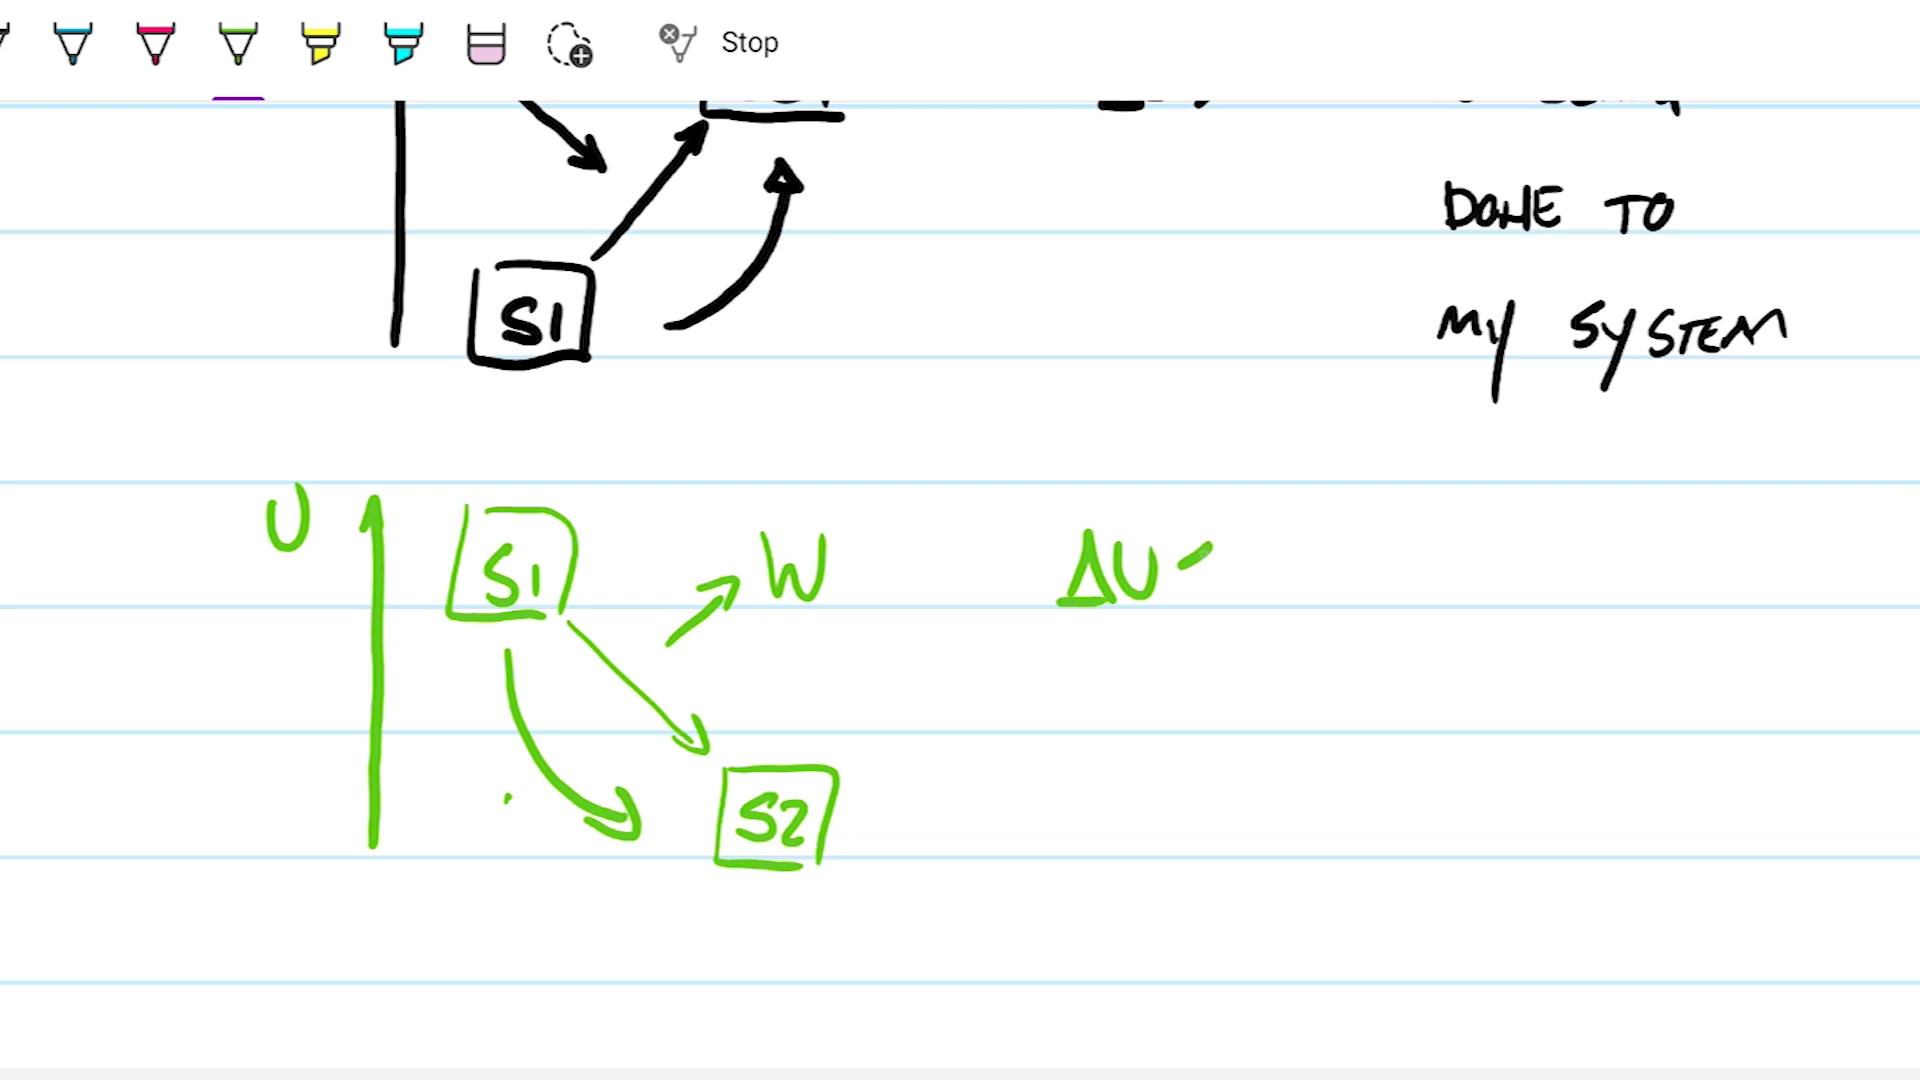 Stop
DONE TO
S1
MY SYSTEM
U
S1
W
ΔU
S2